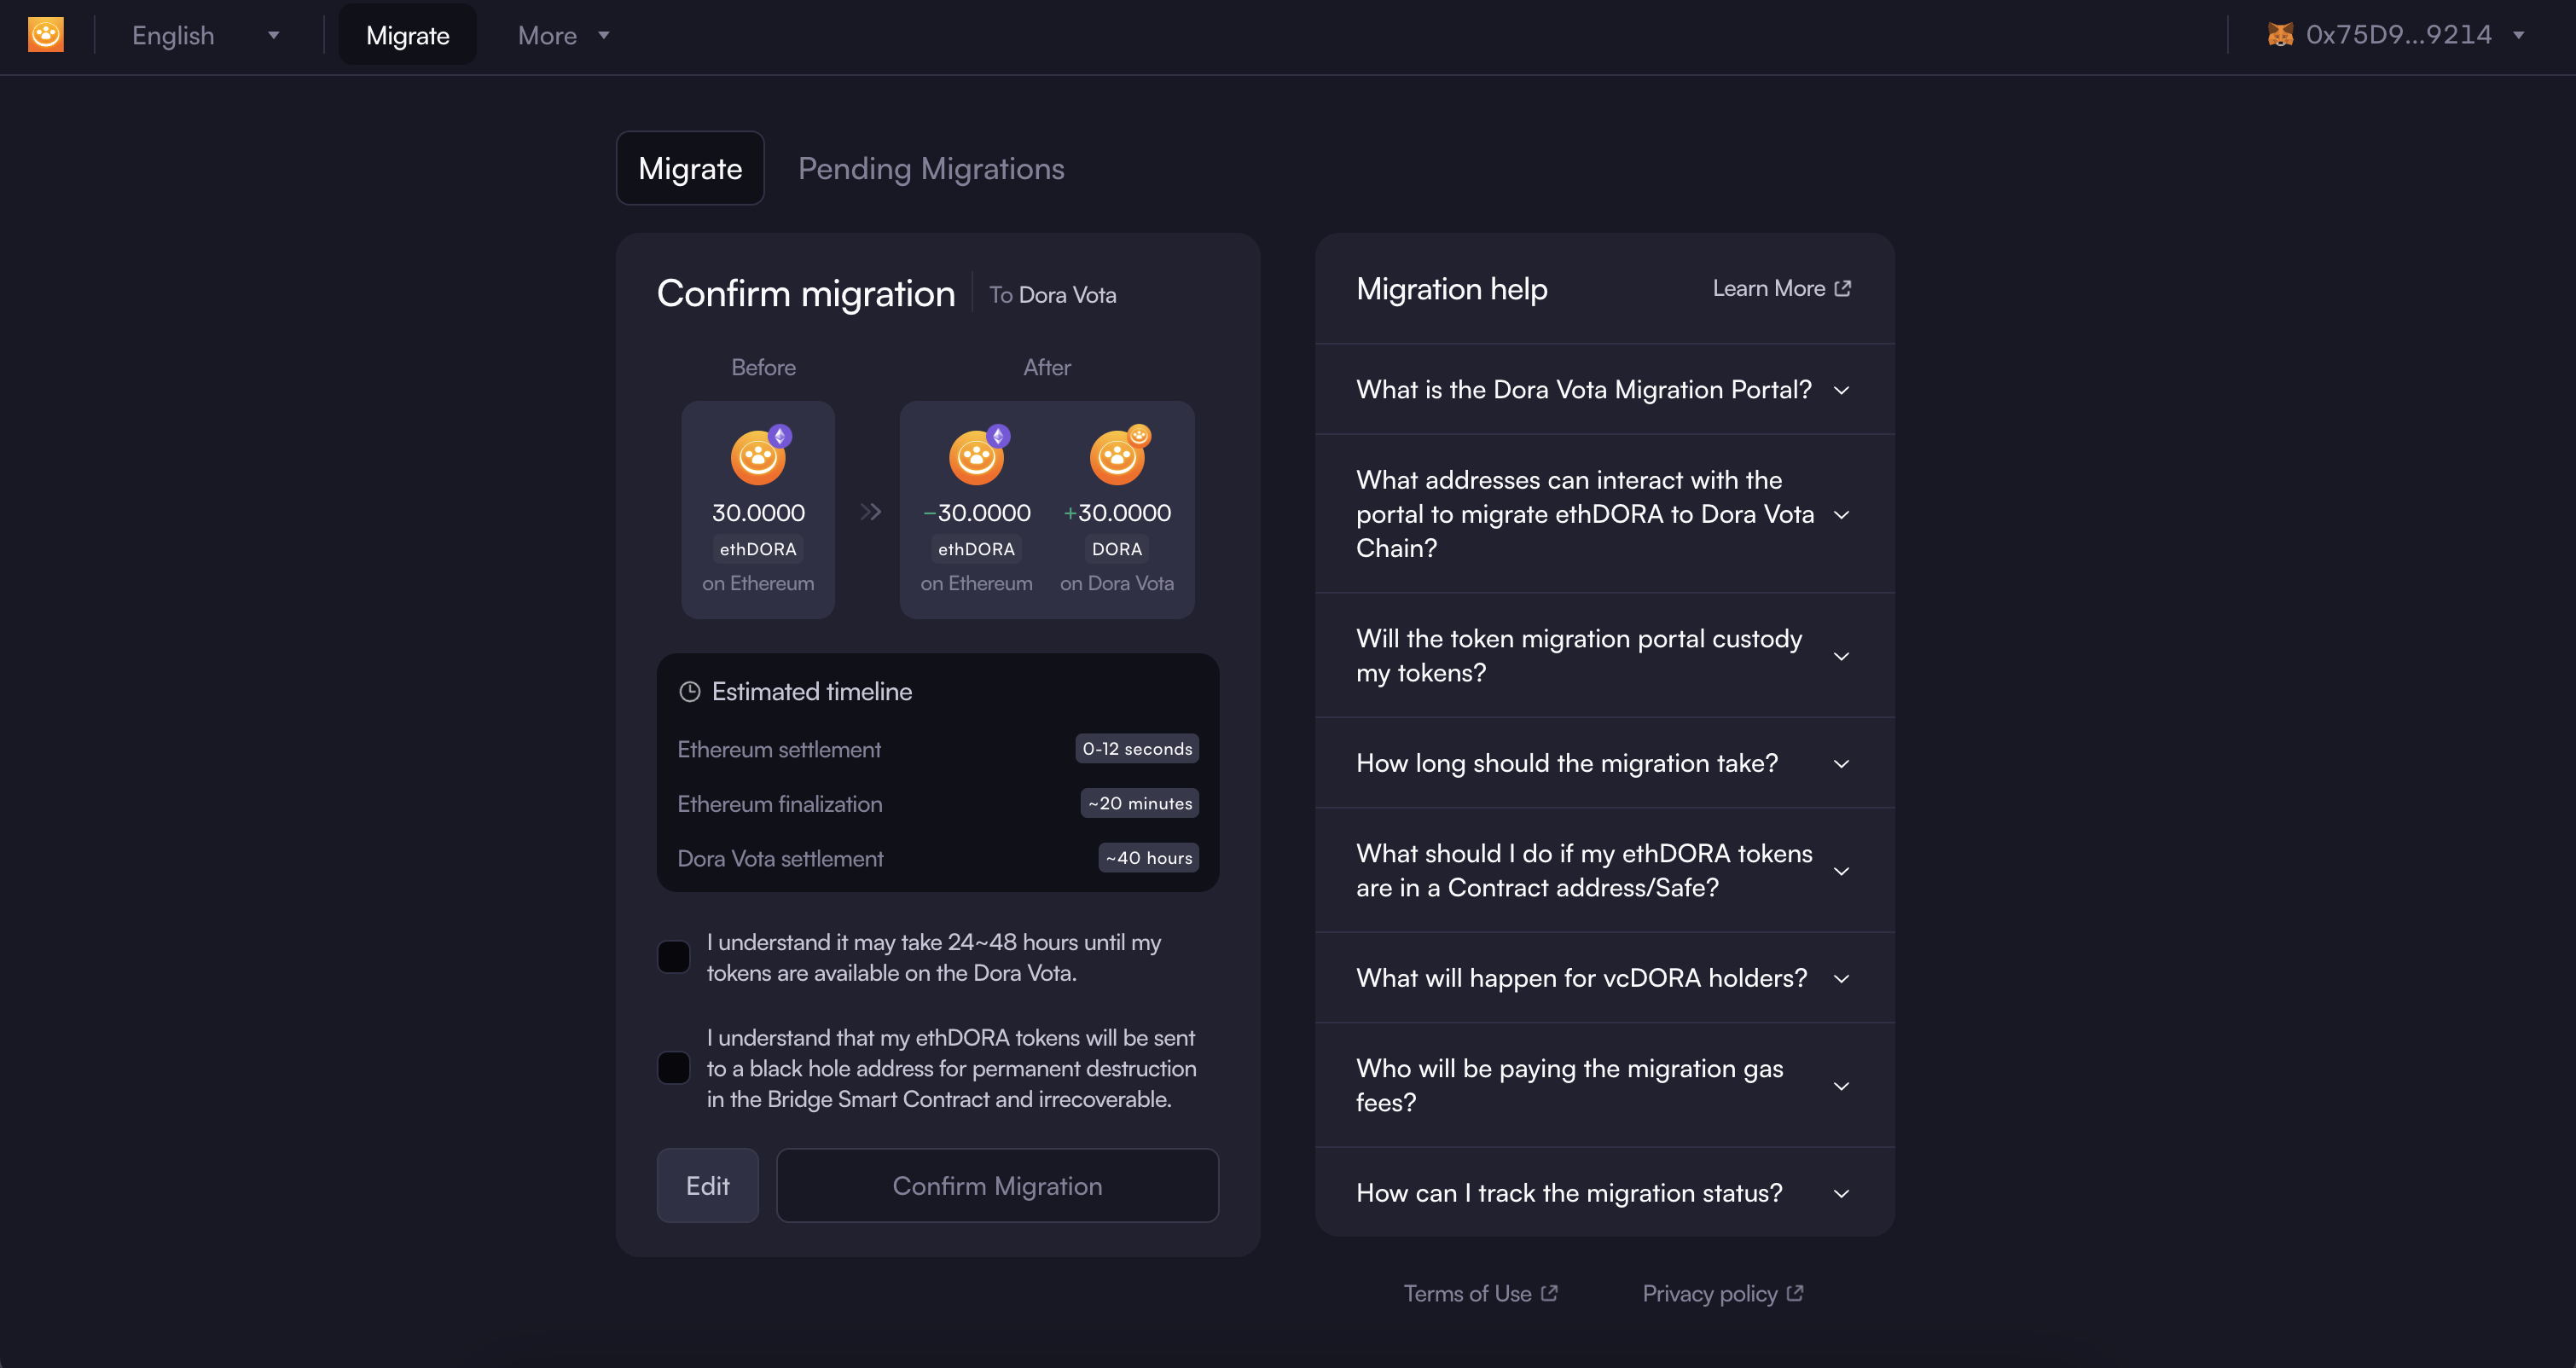 English
Migrate
More
0x75D9...9214
Migrate
Pending Migrations
Confirm migration
To Dora Vota
Before
After
30.0000
ethDORA
on Ethereum
-30.0000
ethDORA
on Ethereum
+30.0000
DORA
on Dora Vota
Estimated timeline
Ethereum settlement
0-12 seconds
Ethereum finalization
~20 minutes
Dora Vota settlement
~40 hours
I understand it may take 24~48 hours until my
tokens are available on the Dora Vota.
I understand that my ethDORA tokens will be sent
to a black hole address for permanent destruction
in the Bridge Smart Contract and irrecoverable.
Edit
Confirm Migration
Migration help
Learn More
What is the Dora Vota Migration Portal?
What addresses can interact with the
portal to migrate ethDORA to Dora Vota
Chain?
Will the token migration portal custody
my tokens?
How long should the migration take?
What should I do if my ethDORA tokens
are in a Contract address/Safe?
What will happen for vcDORA holders?
Who will be paying the migration gas
fees?
How can I track the migration status?
Terms of Use
Privacy policy